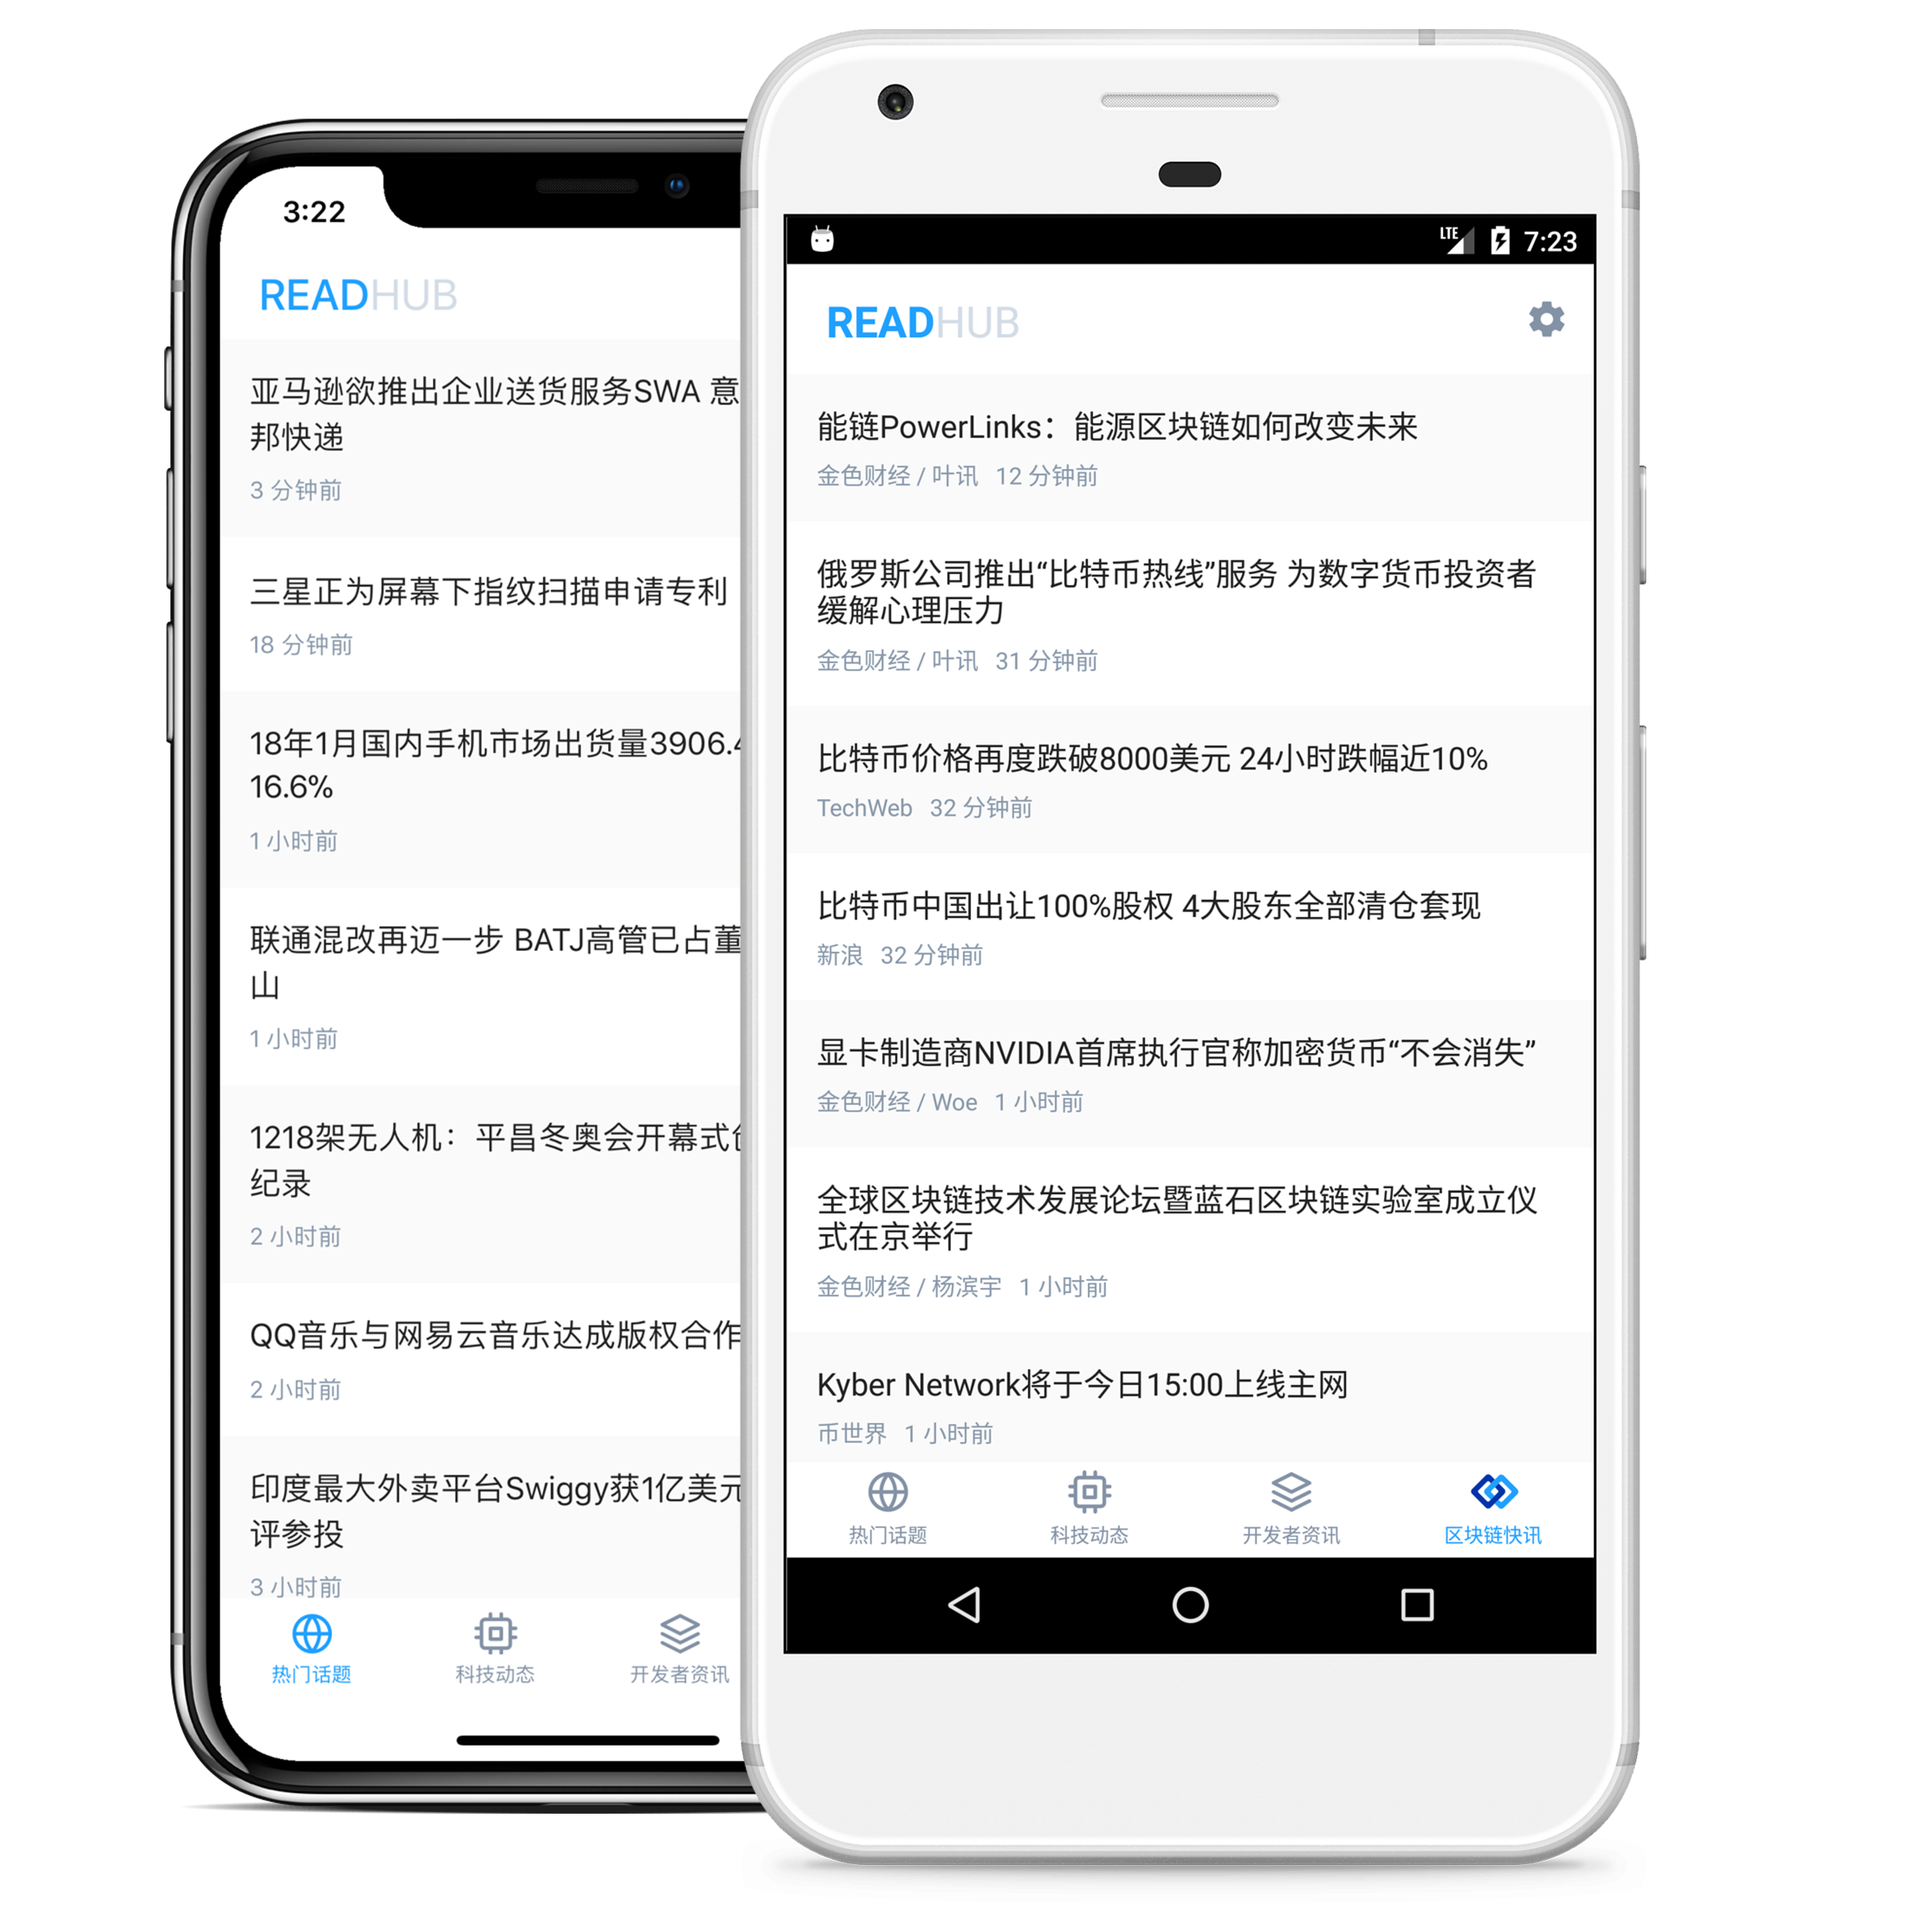 3:22
READHUB
亚马逊欲推出企业送货服务SWA 意
邦快递
3 分钟前
三星正为屏幕下指纹扫描申请专利
18 分钟前
18年1月国内手机市场出货量3906.4
16.6%
1 小时前
联通混改再迈一步 BATJ高管已占董
山
1 小时前
1218架无人机：平昌冬奥会开幕式
纪录
2 小时前
QQ音乐与网易云音乐达成版权合作
2 小时前
印度最大外卖平台Swiggy获1亿美元
评参投
3 小时前
热门话题
科技动态
开发者资讯
LTE 7:23
READHUB
能链PowerLinks：能源区块链如何改变未来
金色财经 / 叶讯 12 分钟前
俄罗斯公司推出“比特币热线”服务 为数字货币投资者
缓解心理压力
金色财经 / 叶讯 31 分钟前
比特币价格再度跌破8000美元 24小时跌幅近10%
TechWeb 32 分钟前
比特币中国出让100%股权 4大股东全部清仓套现
新浪 32 分钟前
显卡制造商NVIDIA首席执行官称加密货币“不会消失”
金色财经 / Woe 1 小时前
全球区块链技术发展论坛暨蓝石区块链实验室成立仪
式在京举行
金色财经 / 杨滨宇 1 小时前
Kyber Network将于今日15:00上线主网
币世界 1 小时前
热门话题
科技动态
开发者资讯
区块链快讯